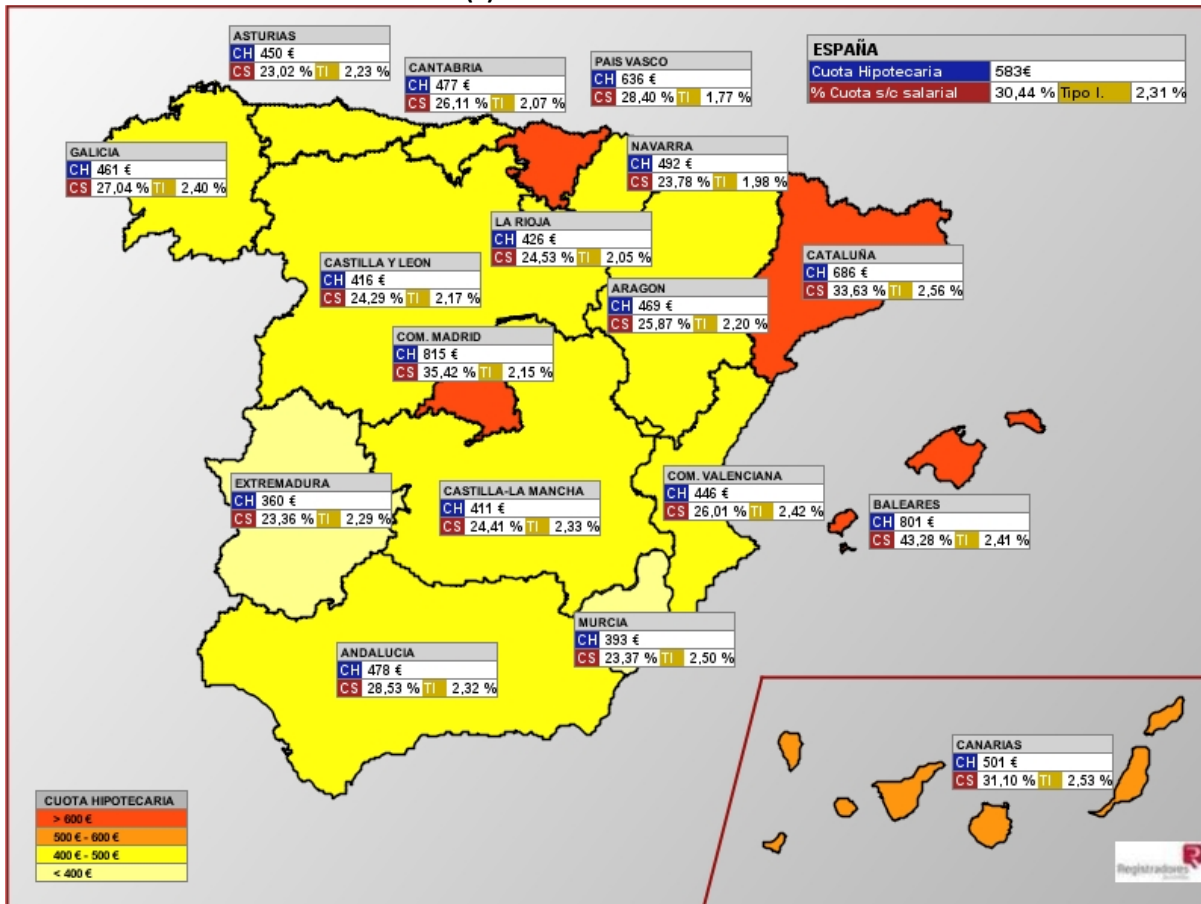 ASTURIAS
CH 450 €
CS 23,02 % TI 2,23 %
CANTABRIA
CH 477 €
CS 26,11 % TI 2,07 %
PAIS VASCO
CH 636 €
CS 28,40 % TI 1,77 %
ESPAÑA
Cuota Hipotecaria 583€
% Cuota s/c salarial 30,44 % Tipo I. 2,31 %
GALICIA
CH 461 €
CS 27,04 % TI 2,40 %
NAVARRA
CH 492 €
CS 23,78 % TI 1,98 %
LA RIOJA
CH 426 €
CS 24,53 % TI 2,05 %
CASTILLA Y LEON
CH 416 €
CS 24,29 % TI 2,17 %
CATALUÑA
CH 686 €
CS 33,63 % TI 2,56 %
ARAGON
CH 469 €
CS 25,87 % TI 2,20 %
COM. MADRID
CH 815 €
CS 35,42 % TI 2,15 %
EXTREMADURA
CH 360 €
CS 23,36 % TI 2,29 %
CASTILLA-LA MANCHA
CH 411 €
CS 24,41 % TI 2,33 %
COM. VALENCIANA
CH 446 €
CS 26,01 % TI 2,42 %
BALEARES
CH 801 €
CS 43,28 % TI 2,41 %
MURCIA
CH 393 €
CS 23,37 % TI 2,50 %
ANDALUCIA
CH 478 €
CS 28,53 % TI 2,32 %
CANARIAS
CH 501 €
CS 31,10 % TI 2,53 %
CUOTA HIPOTECARIA
> 600 €
500 € - 600 €
400 € - 500 €
< 400 €
Registradores